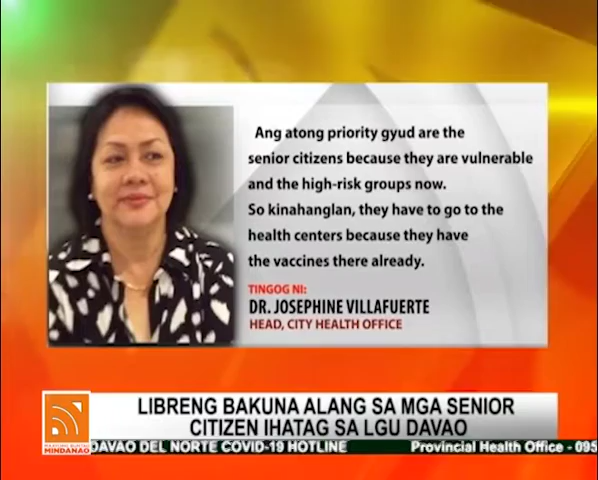 Ang atong priority gyud are the
senior citizens because they are vulnerable
and the high-risk groups now.
So kinahanglan, they have to go to the
health centers because they have
the vaccines there already.
TINGOG NI:
DR. JOSEPHINE VILLAFUERTE
HEAD, CITY HEALTH OFFICE
LIBRENG BAKUNA ALANG SA MGA SENIOR
CITIZEN IHATAG SA LGU DAVAO
MAAYONG BUNTAG
MINDANAO
DAVAO DEL NORTE COVID-19 HOTLINE Provincial Health Office - 095